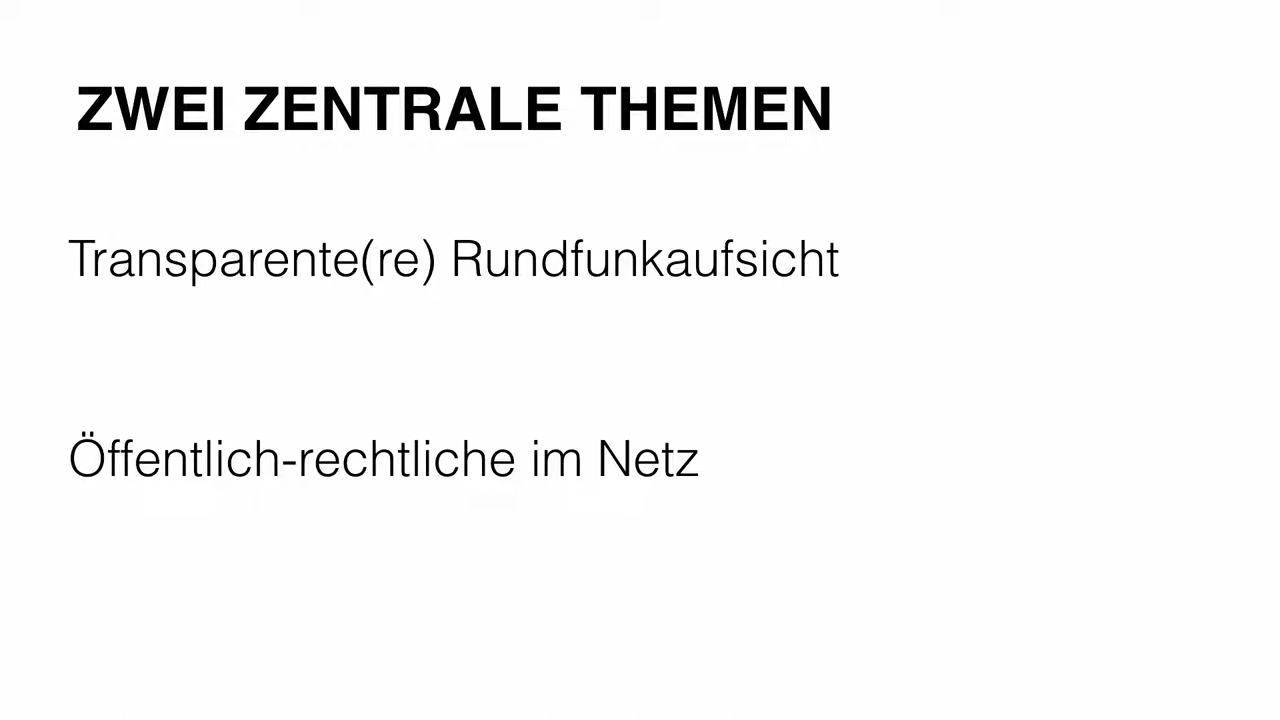 ZWEI ZENTRALE THEMEN
Transparente(re) Rundfunkaufsicht
Öffentlich-rechtliche im Netz